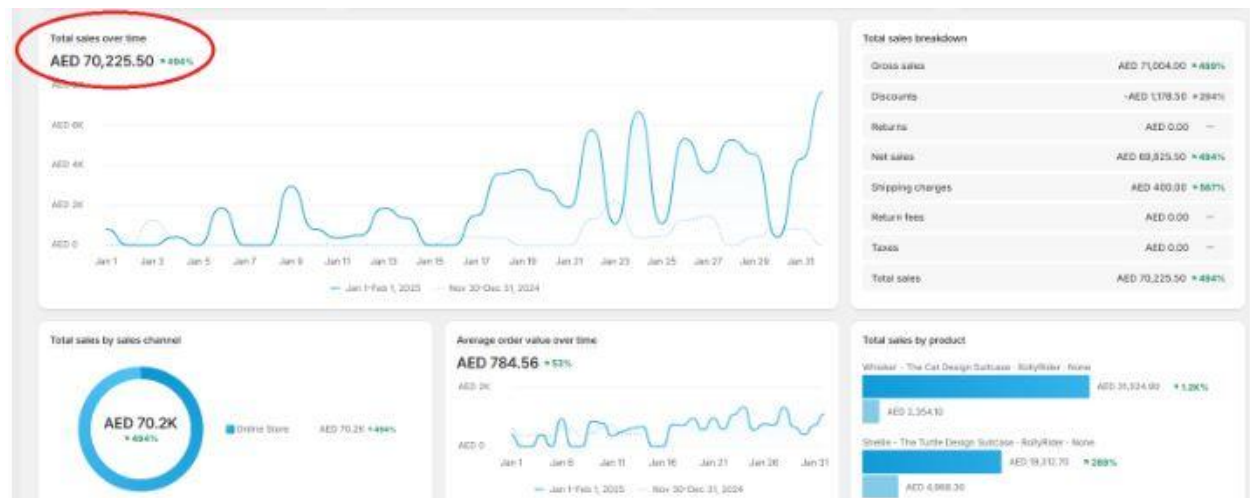 Total sales over time
AED 70,225.50 494%
AED 6K
AED 4K
AED 2K
AED 0
Jan 1 Jan 3 Jan 5 Jan 7 Jan 9 Jan 11 Jan 13 Jan 15 Jan 17 Jan 19 Jan 21 Jan 23 Jan 25 Jan 27 Jan 29 Jan 31
Jan 1-Feb 1, 2025 Nov 30-Dec 31, 2024
Total sales breakdown
Gross sales AED 71,004.00
Discounts -AED 1,178.50 294%
Returns AED 0.00 —
Net sales AED 69,825.50 494%
Shipping charges AED 400.00 567%
Return fees AED 0.00 —
Taxes AED 0.00 —
Total sales AED 70,225.50 494%
Total sales by sales channel
AED 70.2K
494%
Online Store AED 70.2K 494%
Average order value over time
AED 784.56 53%
AED 2K
AED 0
Jan 1 Jan 6 Jan 11 Jan 16 Jan 21 Jan 26 Jan 31
Jan 1-Feb 1, 2025 Nov 30-Dec 31, 2024
Total sales by product
Whisker - The Cat Design Suitcase - RollyRider - None
1.2K%
AED 2,354.10
Shellie - The Turtle Design Suitcase - RollyRider - None
AED 19,312.70 289%
AED 4,968.30